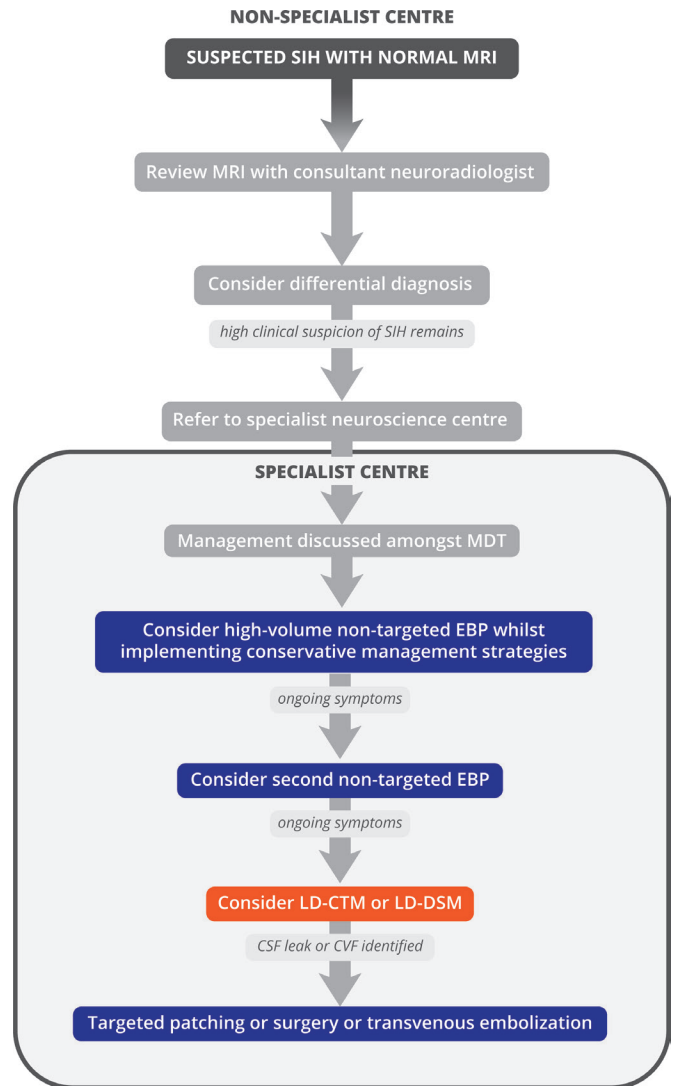 NON-SPECIALIST CENTRE
SUSPECTED SIH WITH NORMAL MRI
Review MRI with consultant neuroradiologist
Consider differential diagnosis
high clinical suspicion of SIH remains
Refer to specialist neuroscience centre
SPECIALIST CENTRE
Management discussed amongst MDT
Consider high-volume non-targeted EBP whilst
implementing conservative management strategies
ongoing symptoms
Consider second non-targeted EBP
ongoing symptoms
Consider LD-CTM or LD-DSM
CSF leak or CVF identified
Targeted patching or surgery or transvenous embolization